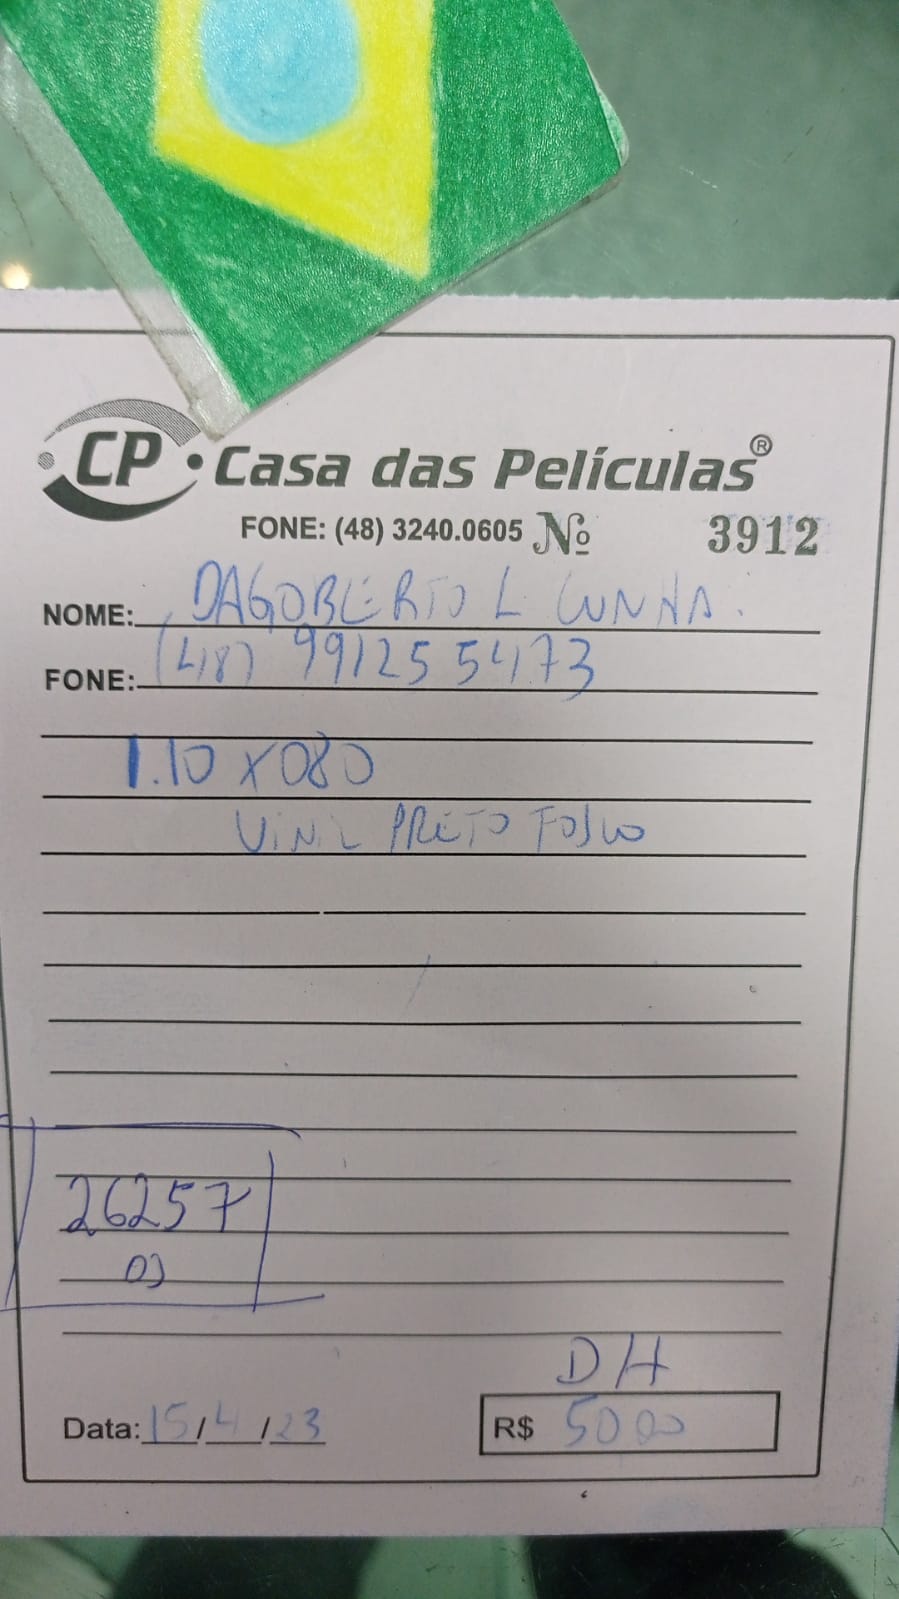 CP • Casa das Películas®
FONE: (48) 3240.0605 Nº 3912
NOME: DAGOBERTO L CUNHA.
FONE: (48) 99125 5473
1.10 X 080
VINIL PRETO FOSCO
26257
DH
Data: 15/4/23 R$ 50 00